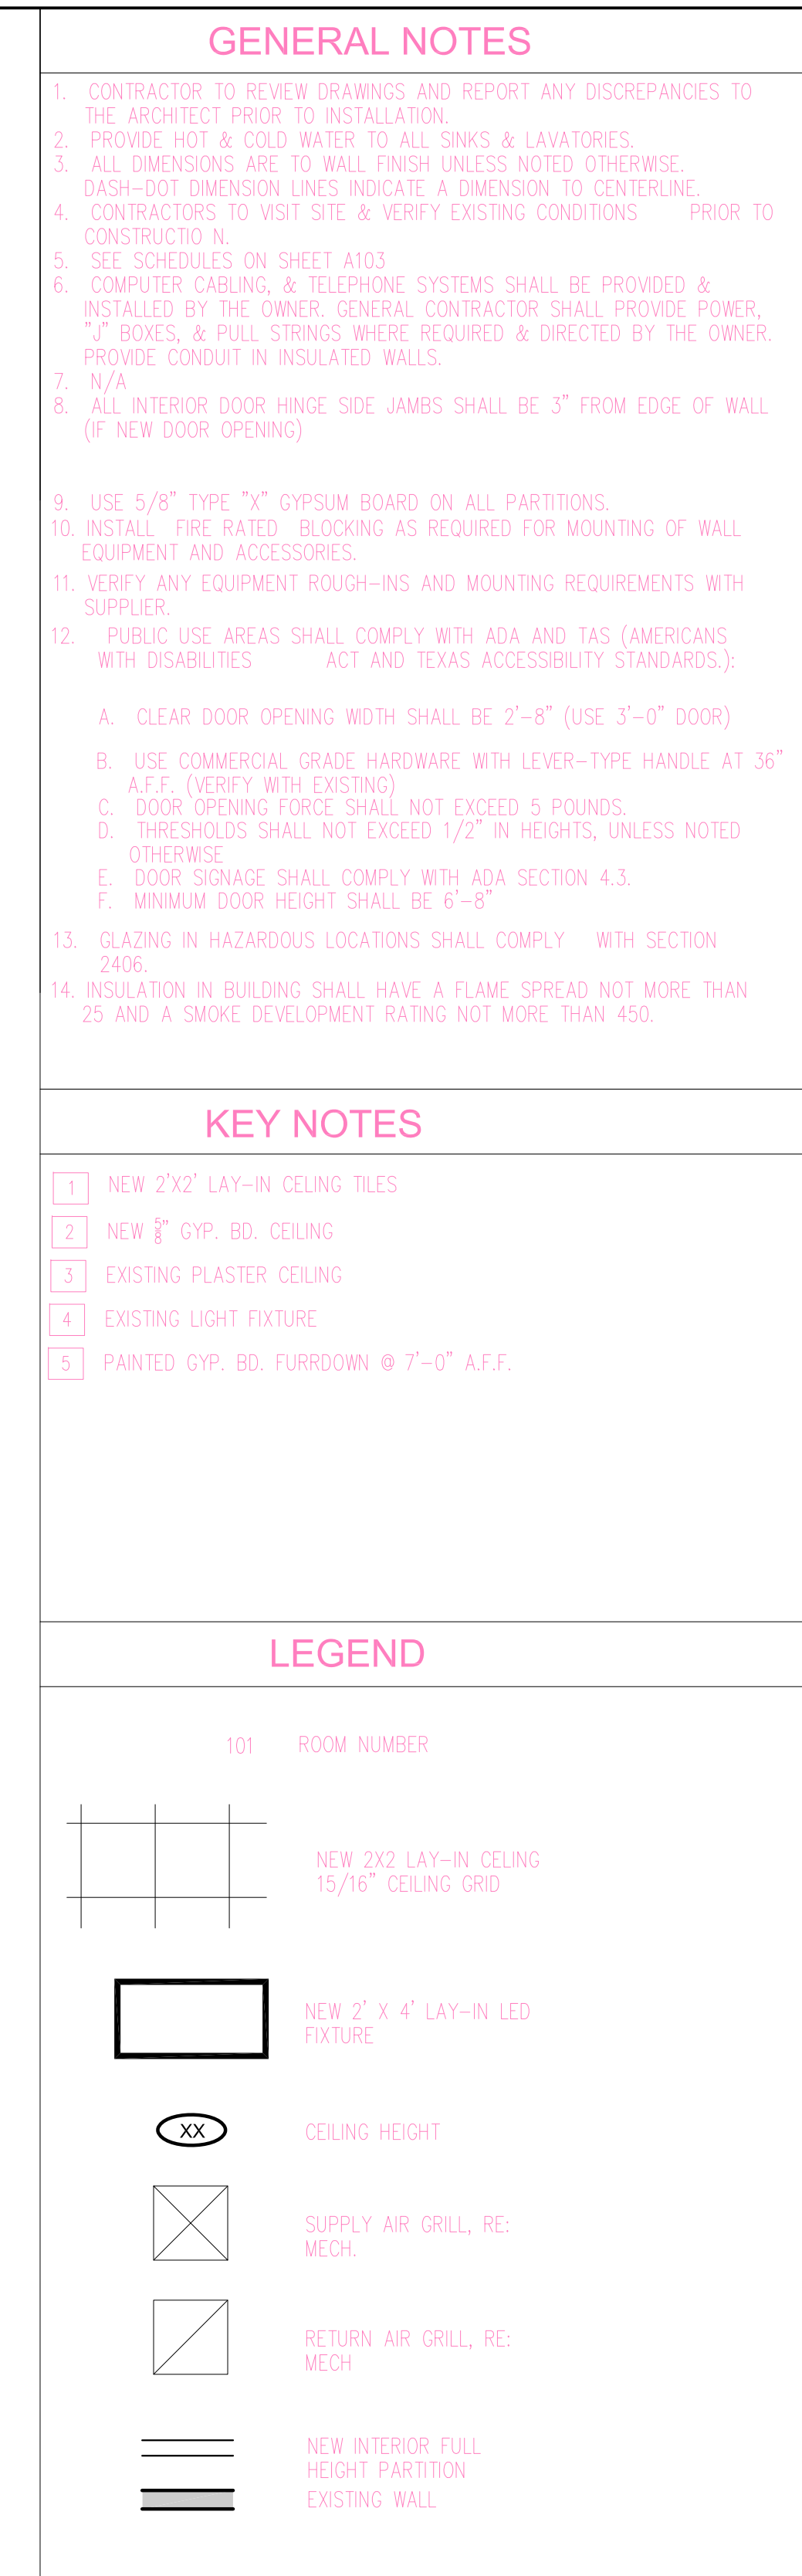 GENERAL NOTES
1. CONTRACTOR TO REVIEW DRAWINGS AND REPORT ANY DISCREPANCIES TO
THE ARCHITECT PRIOR TO INSTALLATION.
2. PROVIDE HOT & COLD WATER TO ALL SINKS & LAVATORIES.
3. ALL DIMENSIONS ARE TO WALL FINISH UNLESS NOTED OTHERWISE.
DASH-DOT DIMENSION LINES INDICATE A DIMENSION TO CENTERLINE.
4. CONTRACTORS TO VISIT SITE & VERIFY EXISTING CONDITIONS PRIOR TO
CONSTRUCTIO N.
5. SEE SCHEDULES ON SHEET A103
6. COMPUTER CABLING, & TELEPHONE SYSTEMS SHALL BE PROVIDED &
INSTALLED BY THE OWNER. GENERAL CONTRACTOR SHALL PROVIDE POWER,
"J" BOXES, & PULL STRINGS WHERE REQUIRED & DIRECTED BY THE OWNER.
PROVIDE CONDUIT IN INSULATED WALLS.
7. N/A
8. ALL INTERIOR DOOR HINGE SIDE JAMBS SHALL BE 3" FROM EDGE OF WALL
(IF NEW DOOR OPENING)
9. USE 5/8" TYPE "X" GYPSUM BOARD ON ALL PARTITIONS.
10. INSTALL FIRE RATED BLOCKING AS REQUIRED FOR MOUNTING OF WALL
EQUIPMENT AND ACCESSORIES.
11. VERIFY ANY EQUIPMENT ROUGH-INS AND MOUNTING REQUIREMENTS WITH
SUPPLIER.
12. PUBLIC USE AREAS SHALL COMPLY WITH ADA AND TAS (AMERICANS
WITH DISABILITIES ACT AND TEXAS ACCESSIBILITY STANDARDS.):
A. CLEAR DOOR OPENING WIDTH SHALL BE 2'-8" (USE 3'-0" DOOR)
B. USE COMMERCIAL GRADE HARDWARE WITH LEVER-TYPE HANDLE AT 36"
A.F.F. (VERIFY WITH EXISTING)
C. DOOR OPENING FORCE SHALL NOT EXCEED 5 POUNDS.
D. THRESHOLDS SHALL NOT EXCEED 1/2" IN HEIGHTS, UNLESS NOTED
OTHERWISE
E. DOOR SIGNAGE SHALL COMPLY WITH ADA SECTION 4.3.
F. MINIMUM DOOR HEIGHT SHALL BE 6'-8"
13. GLAZING IN HAZARDOUS LOCATIONS SHALL COMPLY WITH SECTION
2406.
14. INSULATION IN BUILDING SHALL HAVE A FLAME SPREAD NOT MORE THAN
25 AND A SMOKE DEVELOPMENT RATING NOT MORE THAN 450.
KEY NOTES
1 NEW 2'X2' LAY-IN CELING TILES
2 NEW 5/8" GYP. BD. CEILING
3 EXISTING PLASTER CEILING
4 EXISTING LIGHT FIXTURE
5 PAINTED GYP. BD. FURRDOWN @ 7'-0" A.F.F.
LEGEND
101 ROOM NUMBER
NEW 2X2 LAY-IN CELING
15/16" CEILING GRID
NEW 2' X 4' LAY-IN LED
FIXTURE
XX CEILING HEIGHT
SUPPLY AIR GRILL, RE:
MECH.
RETURN AIR GRILL, RE:
MECH
NEW INTERIOR FULL
HEIGHT PARTITION
EXISTING WALL